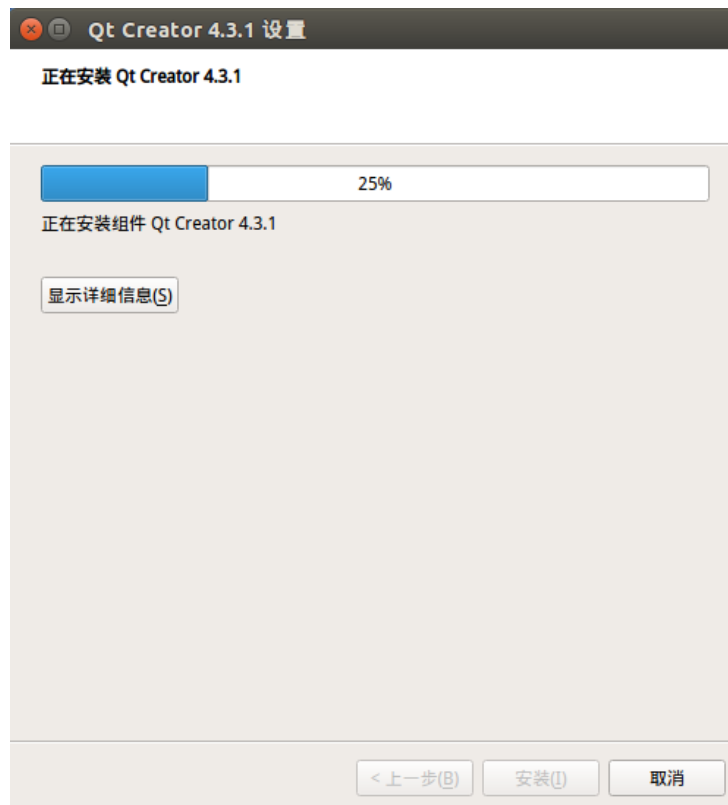 Qt Creator 4.3.1 设置
正在安装 Qt Creator 4.3.1
25%
正在安装组件 Qt Creator 4.3.1
显示详细信息(S)
< 上一步(B) 安装(I) 取消